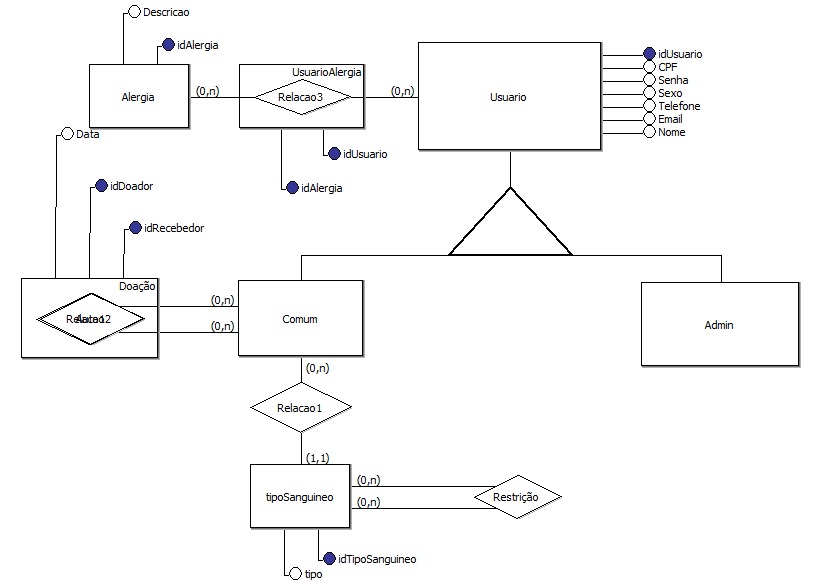 Descricao
idAlergia
Alergia
(0,n)
UsuarioAlergia
Relacao3
(0,n)
Usuario
idUsuario
CPF
Senha
Sexo
Telefone
Email
Nome
Data
idUsuario
idAlergia
idDoador
idRecebedor
Doação
(0,n)
(0,n)
Comum
Admin
(0,n)
Relacao1
(1,1)
tipoSanguineo
(0,n)
(0,n)
Restrição
idTipoSanguineo
tipo